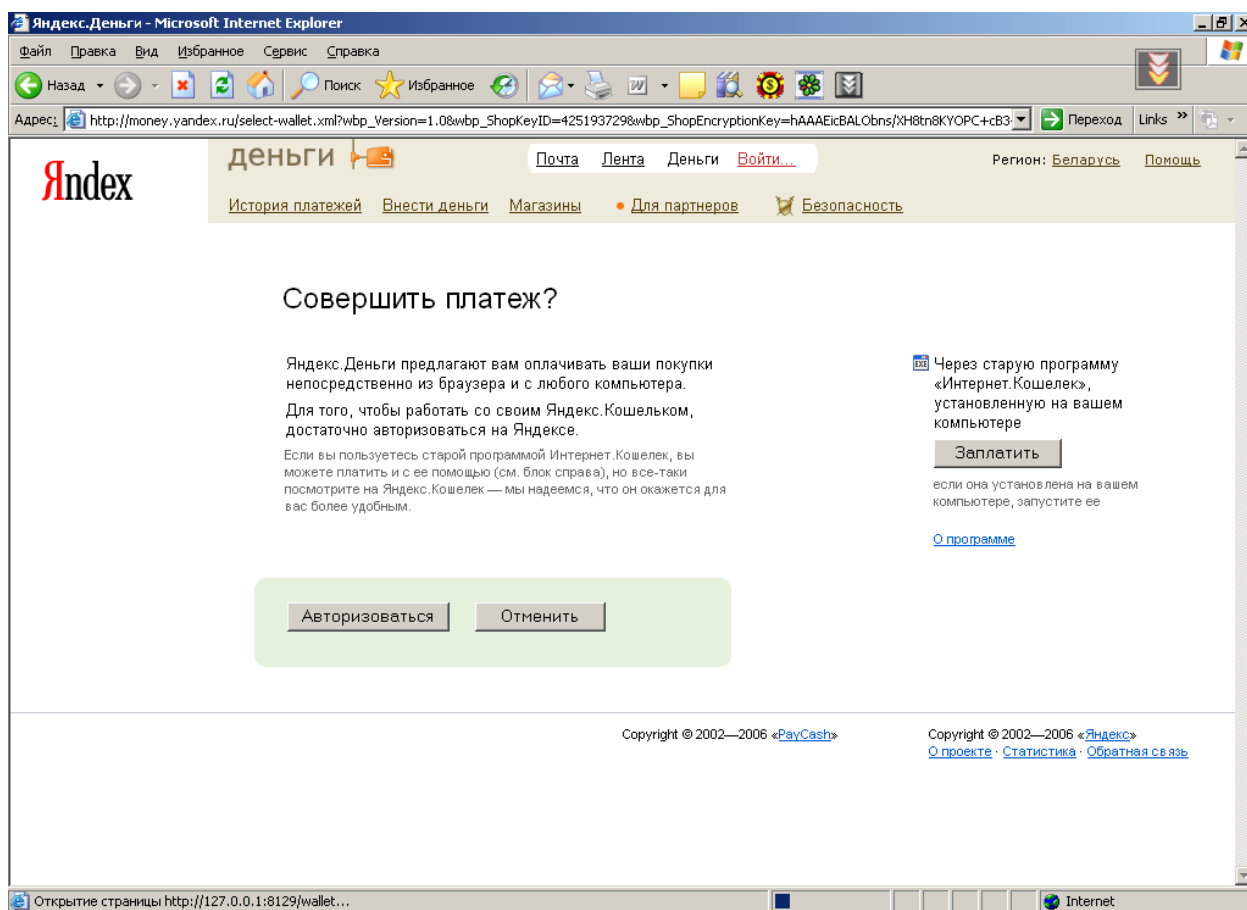 Яндекс.Деньги - Microsoft Internet Explorer
Файл Правка Вид Избранное Сервис Справка
Назад Поиск Избранное
Адрес: http://money.yandex.ru/select-wallet.xml?wbp_Version=1.0&wbp_ShopKeyID=425193729&wbp_ShopEncryptionKey=hAAAEicBALObns/XH8tn8KYOPC+cB3 Переход Links »
Яndex
деньги Почта Лента Деньги Войти... Регион: Беларусь Помощь
История платежей Внести деньги Магазины • Для партнеров Безопасность
Совершить платеж?
Яндекс.Деньги предлагают вам оплачивать ваши покупки
непосредственно из браузера и с любого компьютера.
Для того, чтобы работать со своим Яндекс.Кошельком,
достаточно авторизоваться на Яндексе.
Если вы пользуетесь старой программой Интернет.Кошелек, вы
можете платить и с ее помощью (см. блок справа), но все-таки
посмотрите на Яндекс.Кошелек — мы надеемся, что он окажется для
вас более удобным.
EXE Через старую программу
«Интернет.Кошелек»,
установленную на вашем
компьютере
Заплатить
если она установлена на вашем
компьютере, запустите ее
О программе
Авторизоваться Отменить
Copyright © 2002—2006 «PayCash» Copyright © 2002—2006 «Яндекс»
О проекте · Статистика · Обратная связь
Открытие страницы http://127.0.0.1:8129/wallet... Internet